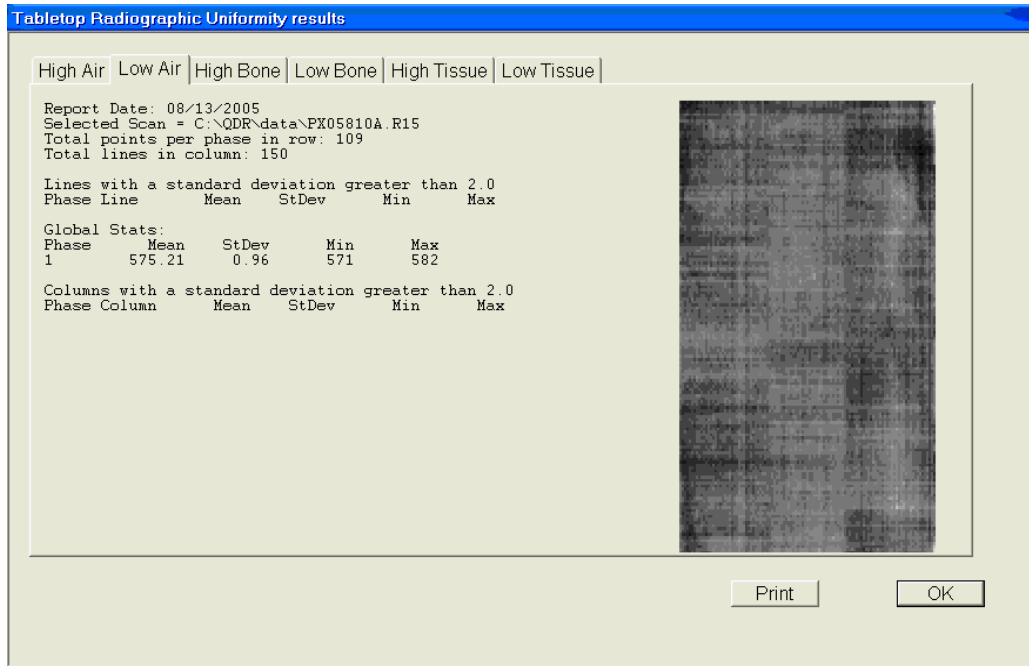 Tabletop Radiographic Uniformity results
High Air Low Air High Bone Low Bone High Tissue Low Tissue
Report Date: 08/13/2005
Selected Scan = C:\QDR\data\PX05810A.R15
Total points per phase in row: 109
Total lines in column: 150
Lines with a standard deviation greater than 2.0
Phase Line Mean StDev Min Max
Global Stats:
Phase Mean StDev Min Max
1 575.21 0.96 571 582
Columns with a standard deviation greater than 2.0
Phase Column Mean StDev Min Max
Print OK